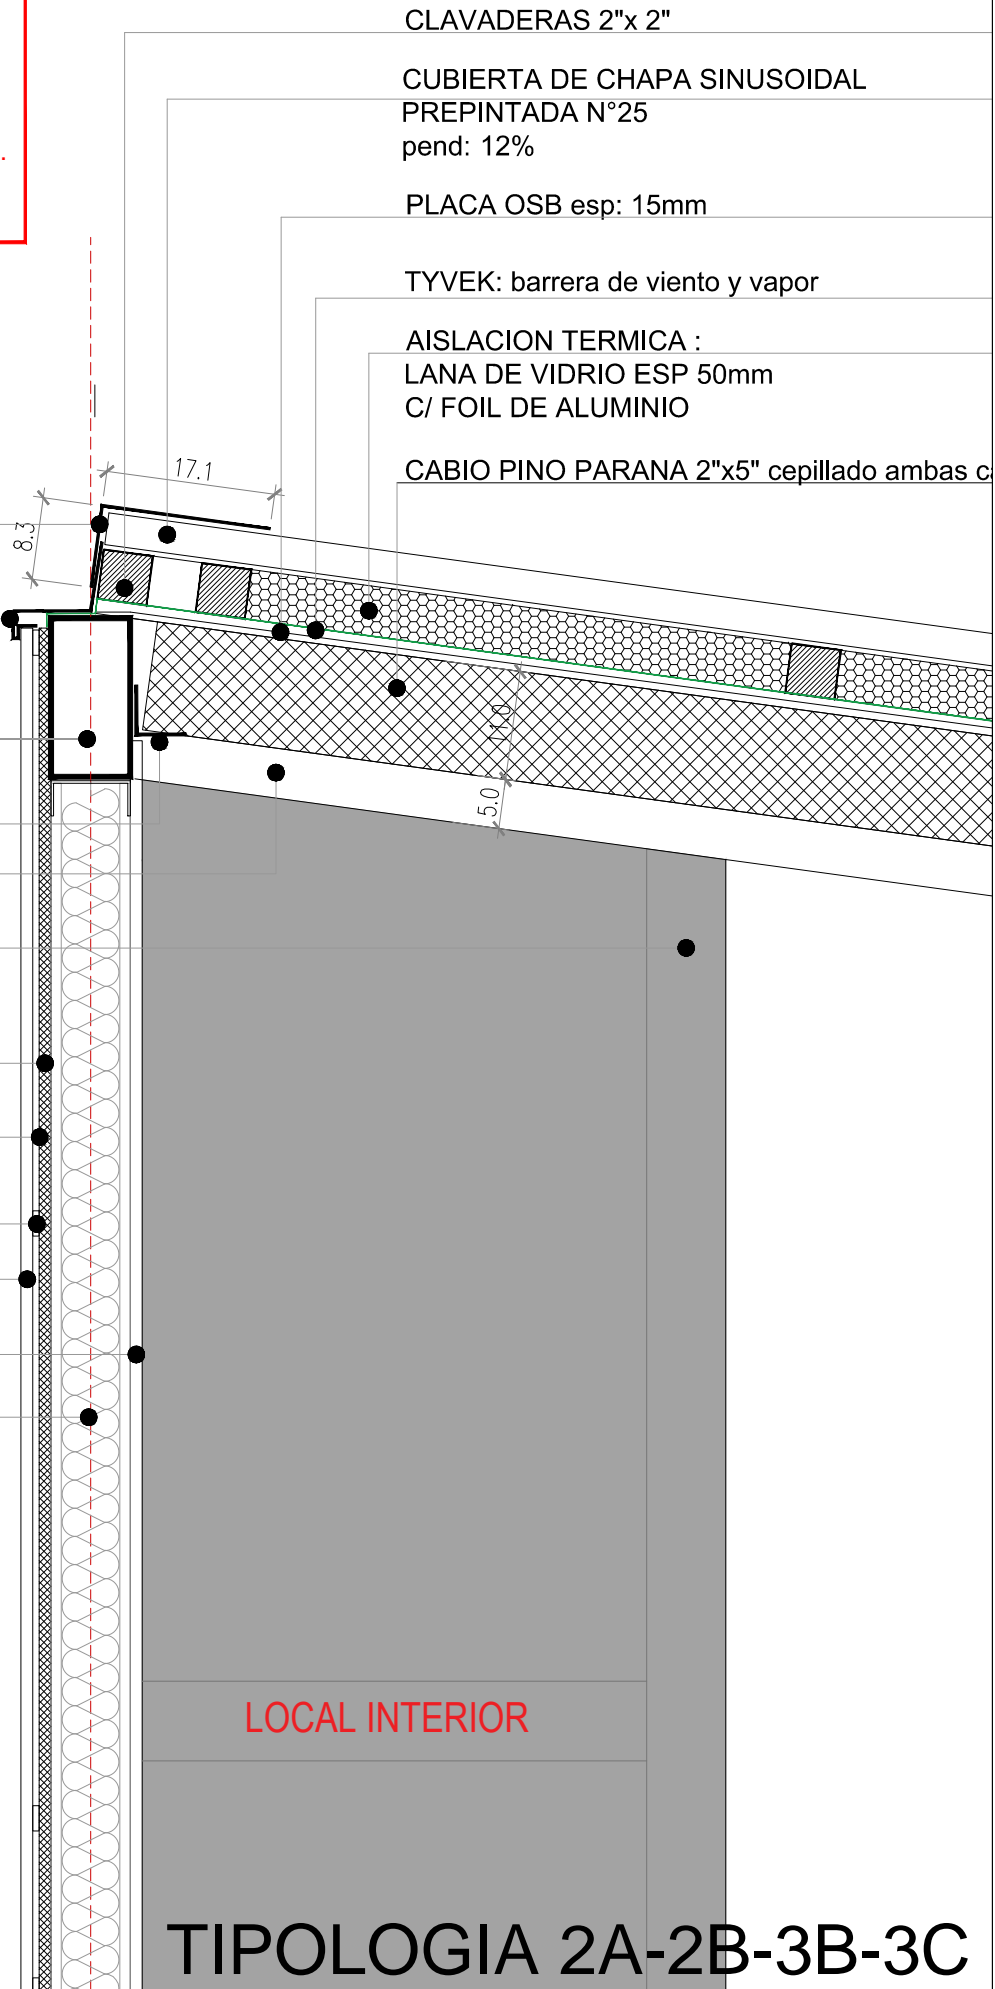 CLAVADERAS 2"x 2"
CUBIERTA DE CHAPA SINUSOIDAL
PREPINTADA N°25
pend: 12%
PLACA OSB esp: 15mm
TYVEK: barrera de viento y vapor
AISLACION TERMICA :
LANA DE VIDRIO ESP 50mm
C/ FOIL DE ALUMINIO
CABIO PINO PARANA 2"x5" cepillado ambas
17.1
8.3
11.0
5.0
LOCAL INTERIOR
TIPOLOGIA 2A-2B-3B-3C